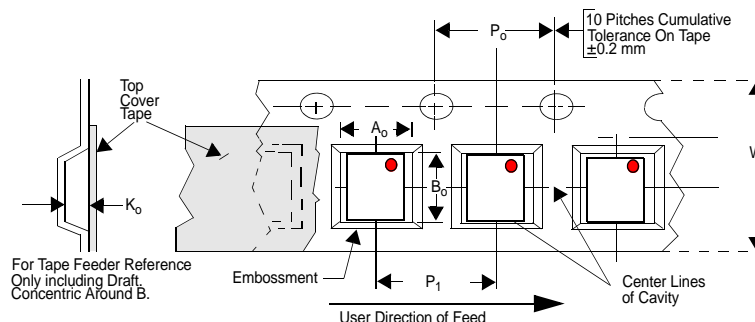 10 Pitches Cumulative
Tolerance On Tape
±0.2 mm
Po
Top
Cover
Tape
Ao
W
Bo
Ko
For Tape Feeder Reference
Only including Draft.
Concentric Around B.
Embossment
P1
Center Lines
of Cavity
User Direction of Feed